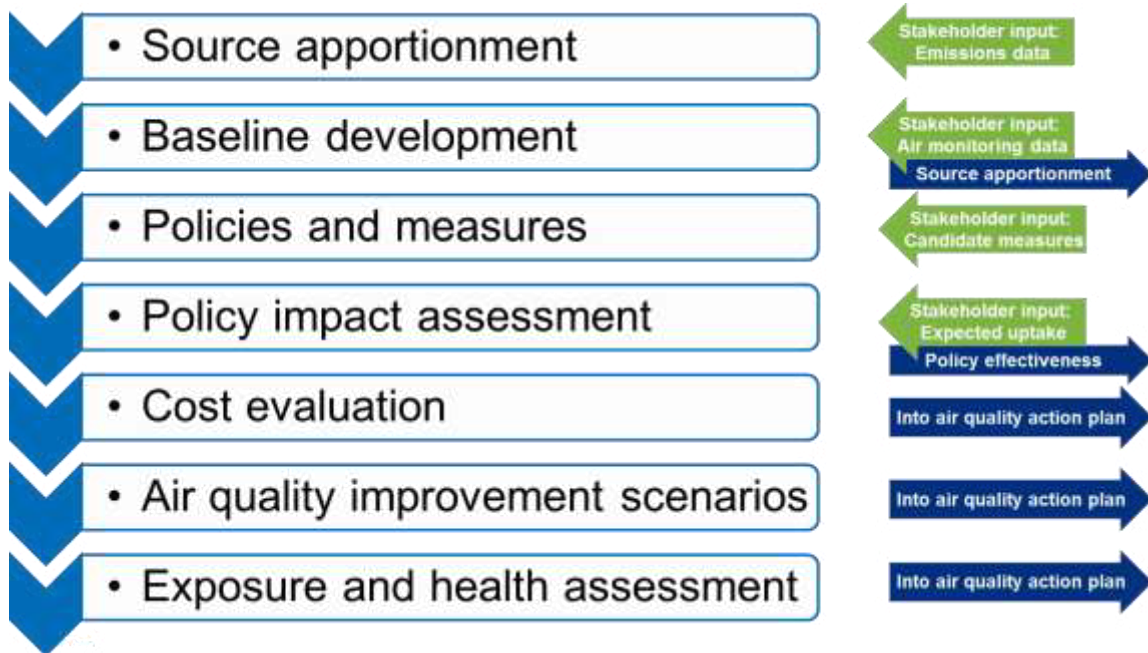 • Source apportionment
Stakeholder input:
Emissions data
• Baseline development
Stakeholder input:
Air monitoring data
Source apportionment
• Policies and measures
Stakeholder input:
Candidate measures
• Policy impact assessment
Stakeholder input:
Expected uptake
Policy effectiveness
• Cost evaluation
Into air quality action plan
• Air quality improvement scenarios
Into air quality action plan
• Exposure and health assessment
Into air quality action plan